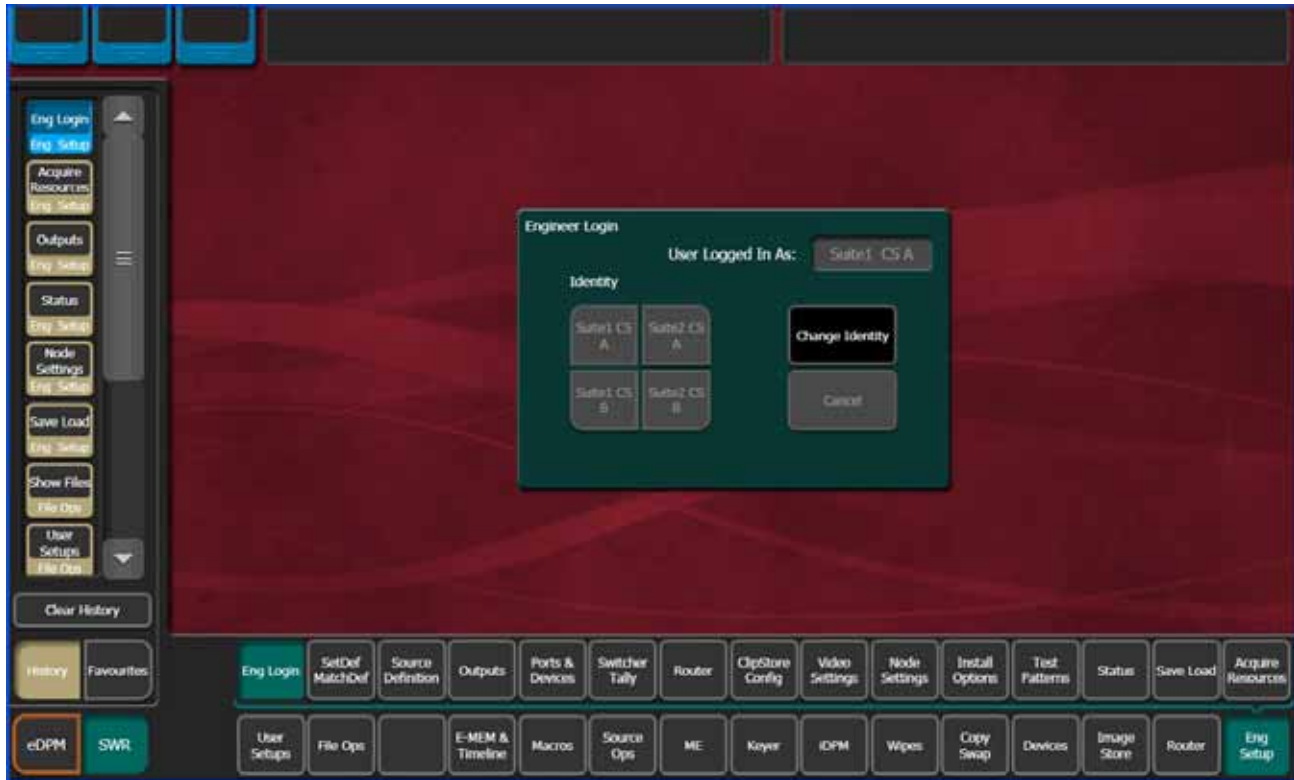 Eng Login
Eng Setup
Acquire
Resources
Eng Setup
Outputs
Eng Setup
Status
Eng Setup
Node
Settings
Eng Setup
Save Load
Eng Setup
Show Files
File Ops
User
Setups
File Ops
Clear History
History
Favourites
eDPM
SWR
Engineer Login
User Logged In As:
Suite1 CS A
Identity
Suite1 CS
A
Suite2 CS
A
Suite1 CS
B
Suite2 CS
B
Change Identity
Cancel
Eng Login
SetDef
MatchDef
Source
Definition
Outputs
Ports &
Devices
Switcher
Tally
Router
ClipStore
Config
Video
Settings
Node
Settings
Install
Options
Test
Patterns
Status
Save Load
Acquire
Resources
User
Setups
File Ops
E-MEM &
Timeline
Macros
Source
Ops
ME
Keyer
iDPM
Wipes
Copy
Swap
Devices
Image
Store
Router
Eng
Setup